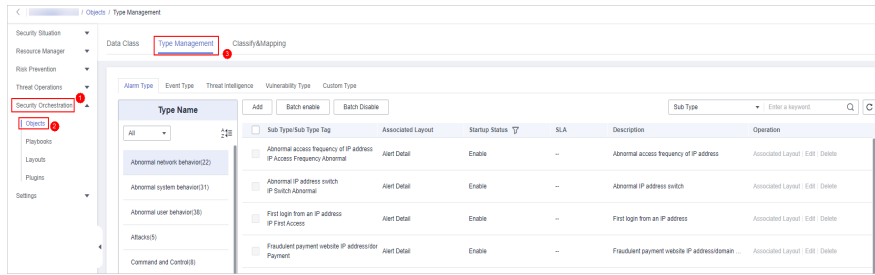 / Objects / Type Management
Security Situation
Resource Manager
Risk Prevention
Threat Operations
Security Orchestration
1
Objects
2
Playbooks
Layouts
Plugins
Settings
Data Class Type Management Classify&Mapping
3
Alarm Type Event Type Threat Intelligence Vulnerability Type Custom Type
Type Name
All
Abnormal network behavior(22)
Abnormal system behavior(31)
Abnormal user behavior(38)
Attacks(5)
Command and Control(8)
Add Batch enable Batch Disable Sub Type Enter a keyword.
Sub Type/Sub Type Tag Associated Layout Startup Status SLA Description Operation
Abnormal access frequency of IP address
IP Access Frequency Abnormal
Alert Detail Enable -- Abnormal access frequency of IP address Associated Layout Edit Delete
Abnormal IP address switch
IP Switch Abnormal
Alert Detail Enable -- Abnormal IP address switch Associated Layout Edit Delete
First login from an IP address
IP First Access
Alert Detail Enable -- First login from an IP address Associated Layout Edit Delete
Fraudulent payment website IP address/dor
Payment
Alert Detail Enable -- Fraudulent payment website IP address/domain ... Associated Layout Edit Delete